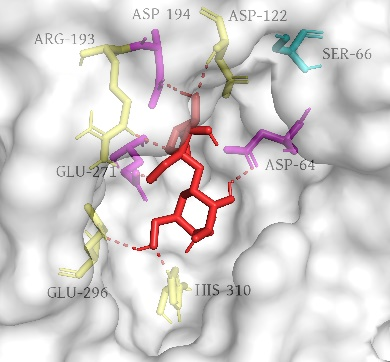 ASP 194
ASP-122
ARG-193
SER-66
GLU-271
ASP-64
GLU-296
HIS-310